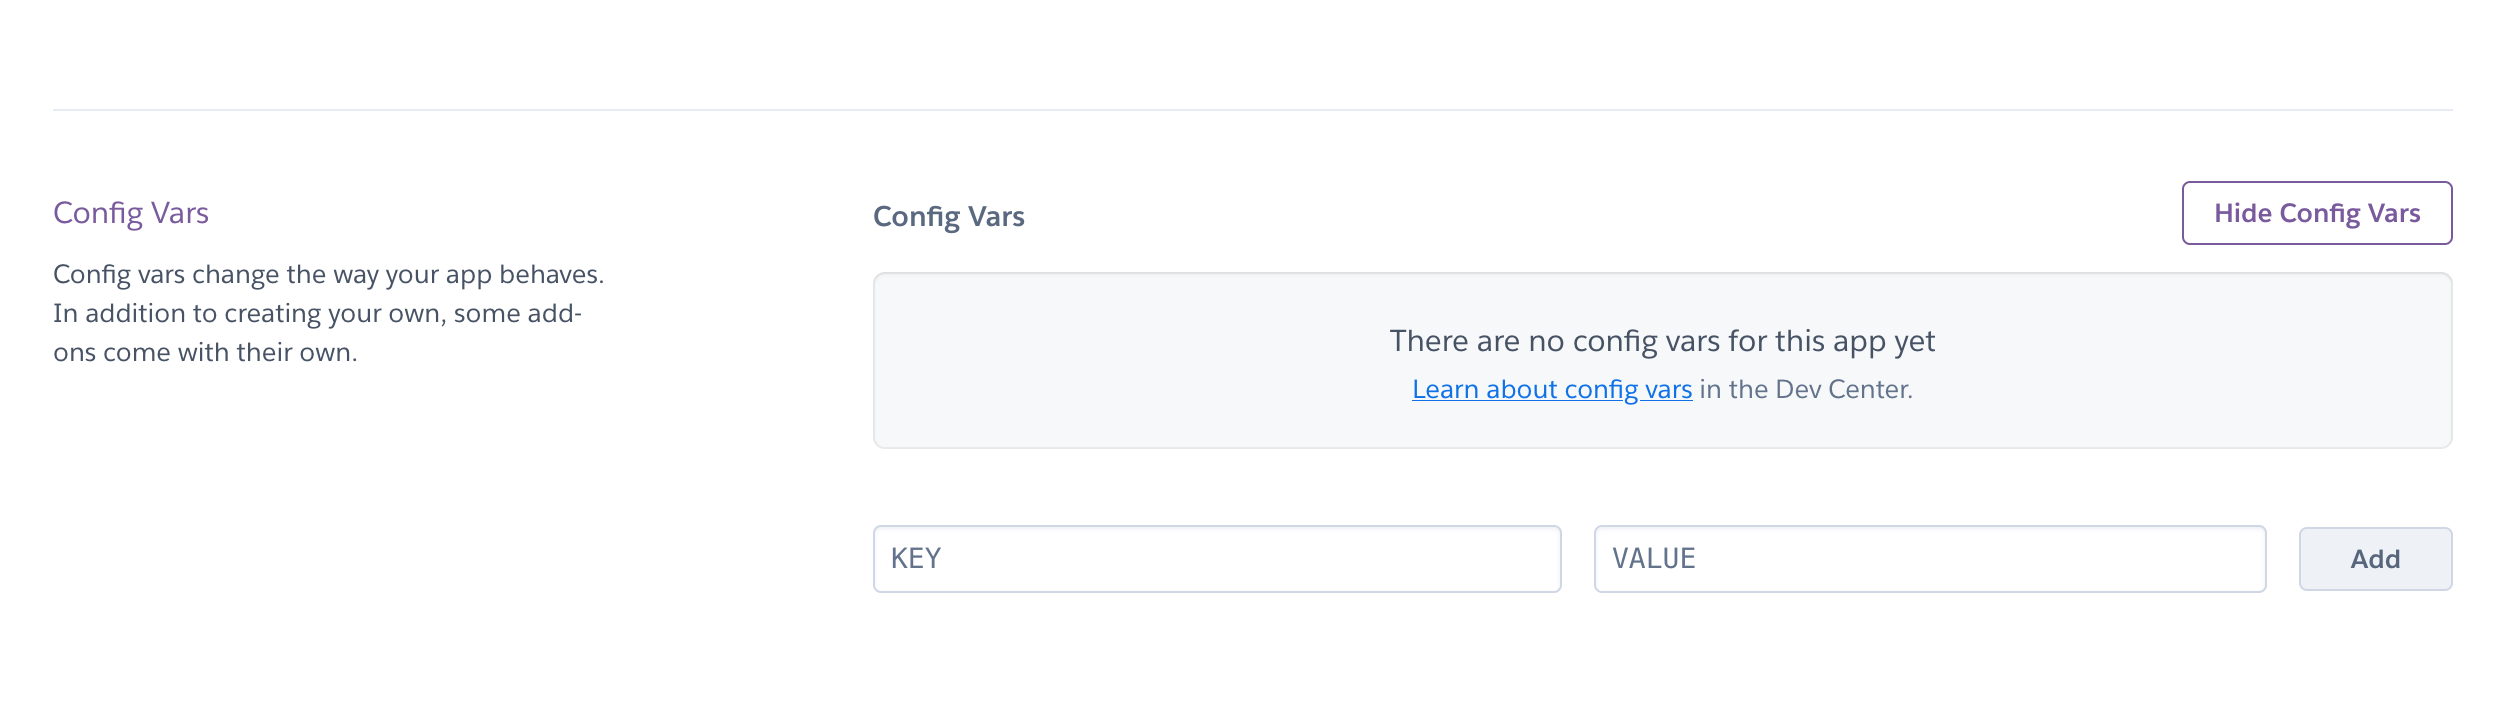 Config Vars
Config vars change the way your app behaves.
In addition to creating your own, some add-
ons come with their own.
Config Vars
Hide Config Vars
There are no config vars for this app yet
Learn about config vars in the Dev Center.
KEY
VALUE
Add